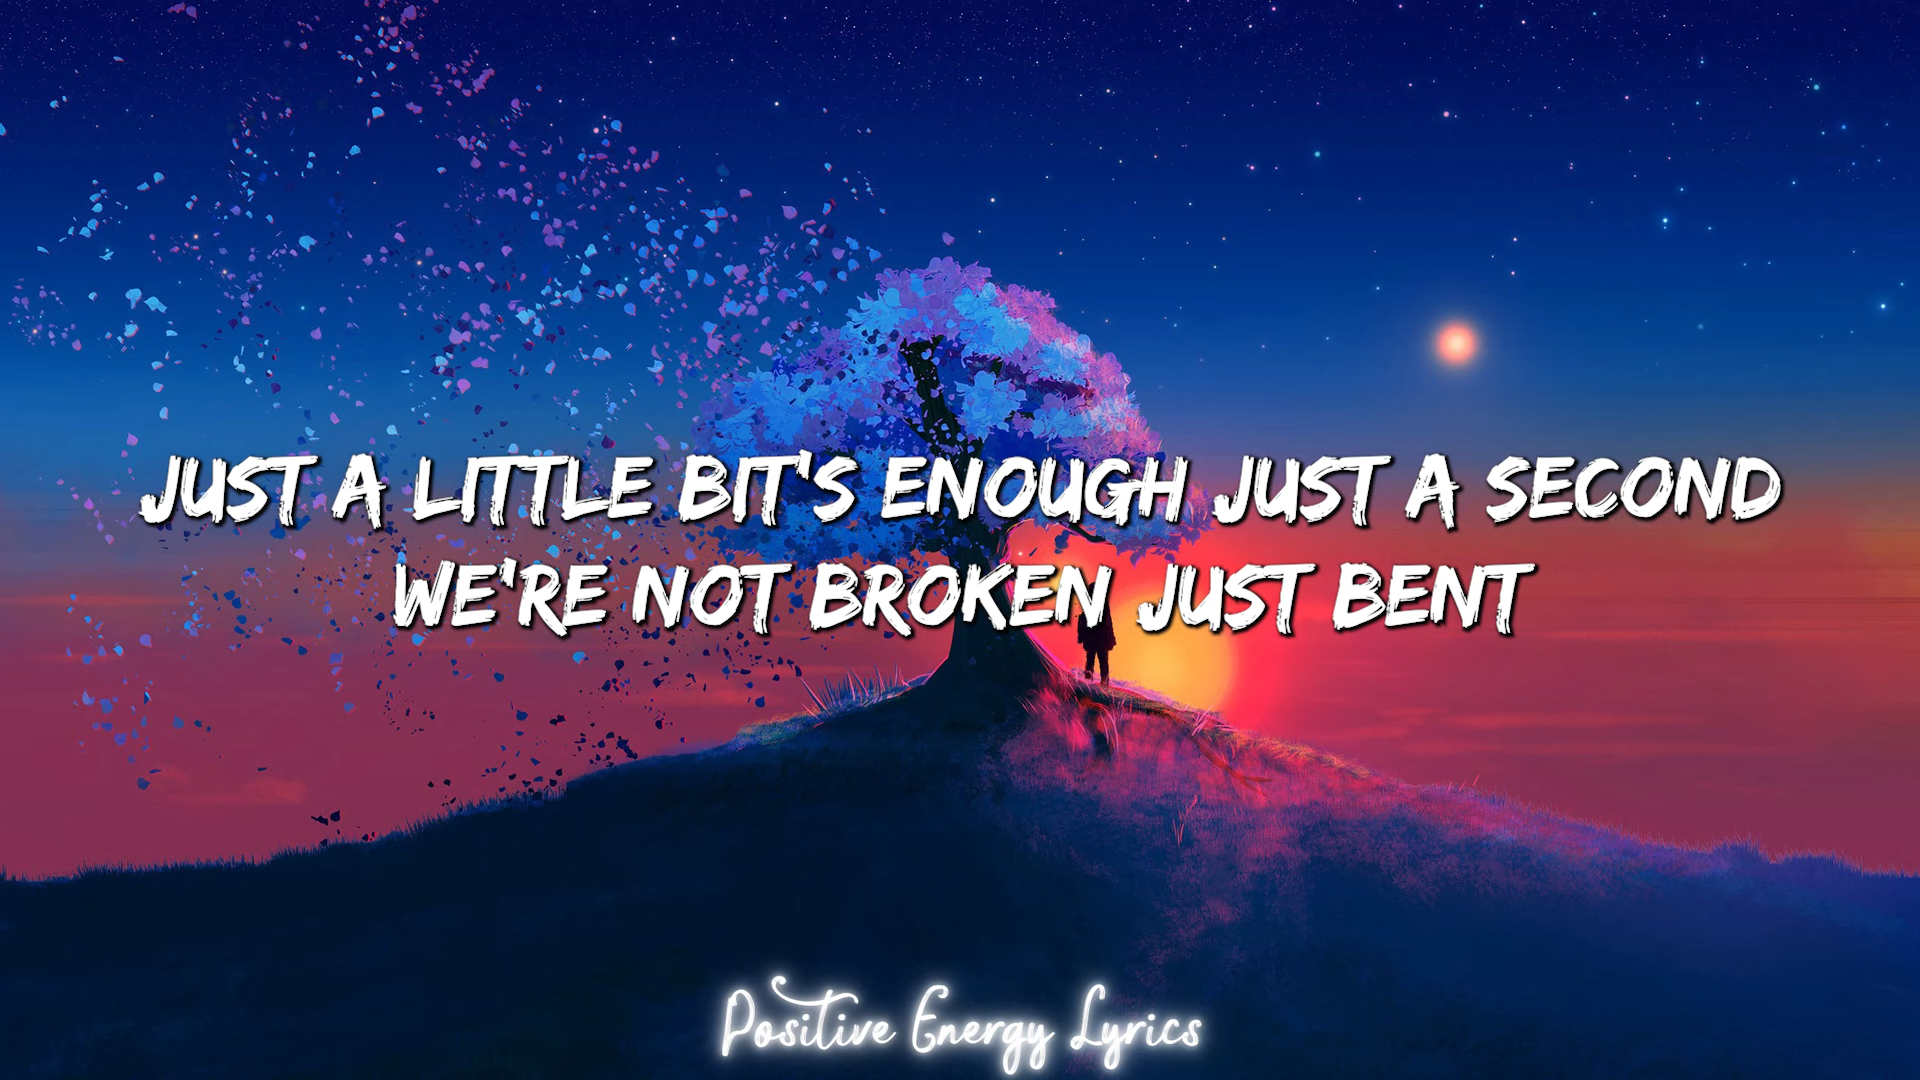 JUST A LITTLE BIT'S ENOUGH JUST A SECOND
WE'RE NOT BROKEN JUST BENT
Positive Energy Lyrics